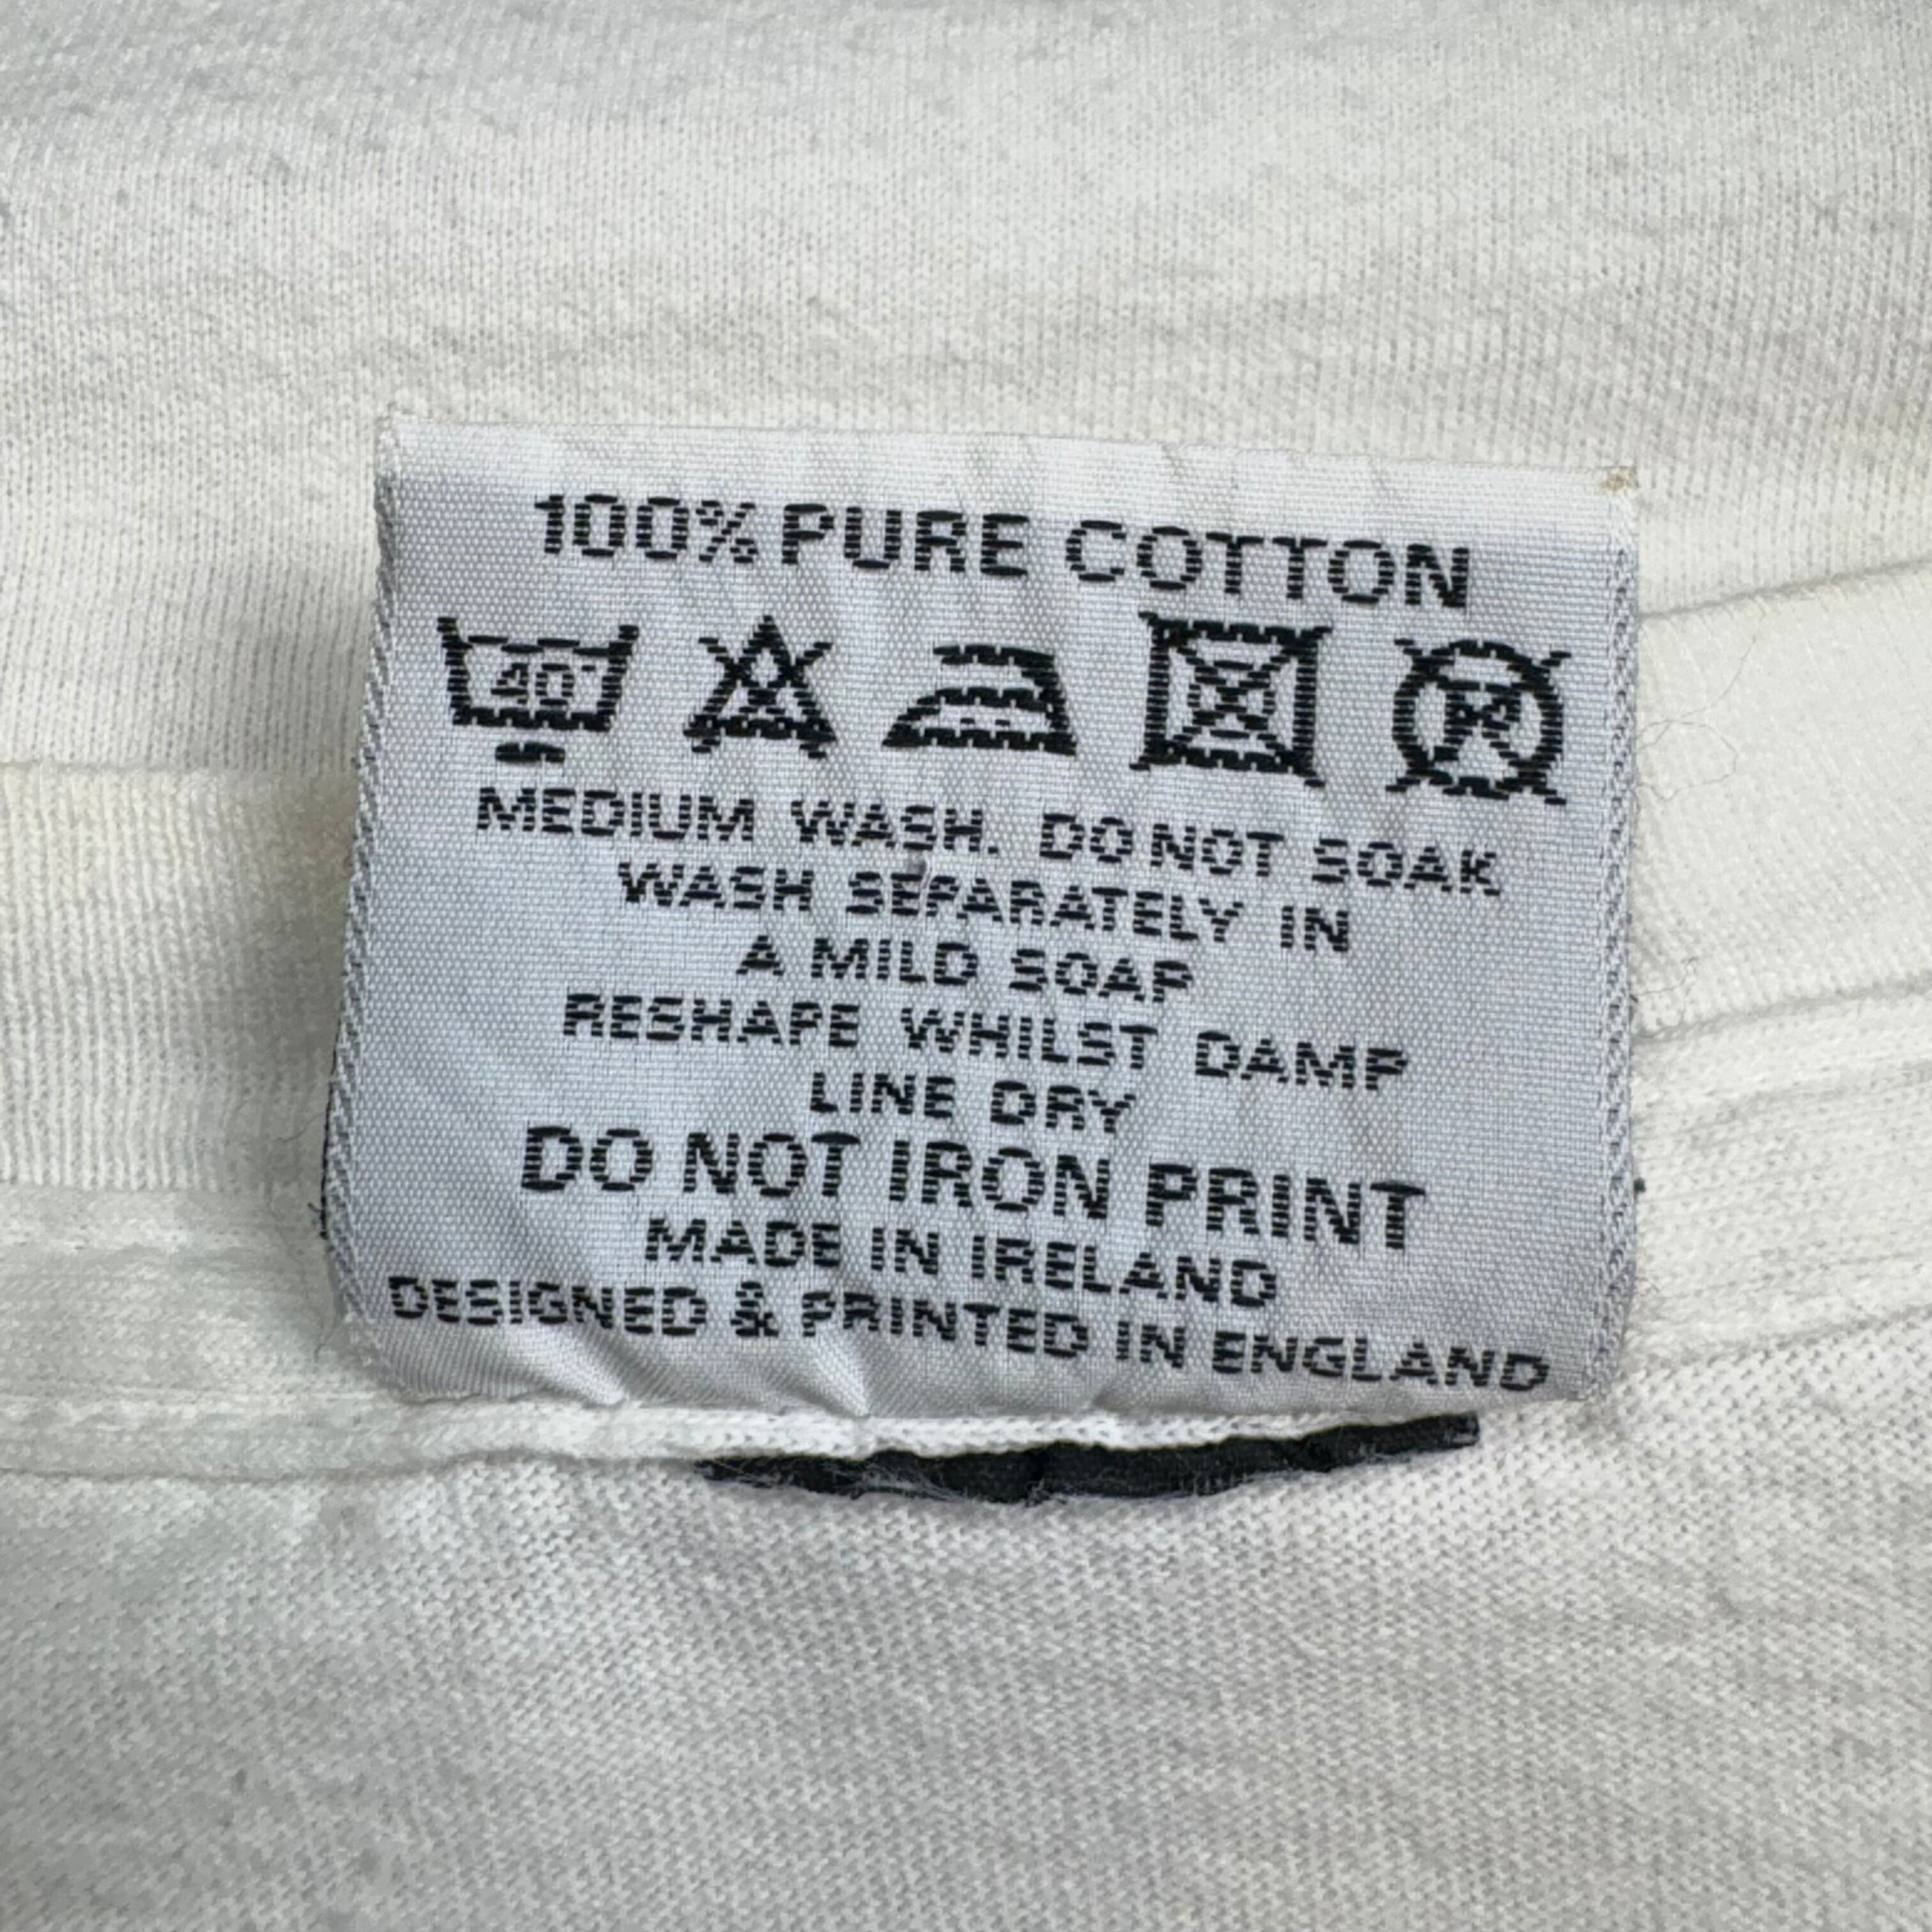 100% PURE COTTON
40°
MEDIUM WASH. DO NOT SOAK
WASH SEPARATELY IN
A MILD SOAP
RESHAPE WHILST DAMP
LINE DRY
DO NOT IRON PRINT
MADE IN IRELAND
DESIGNED & PRINTED IN ENGLAND